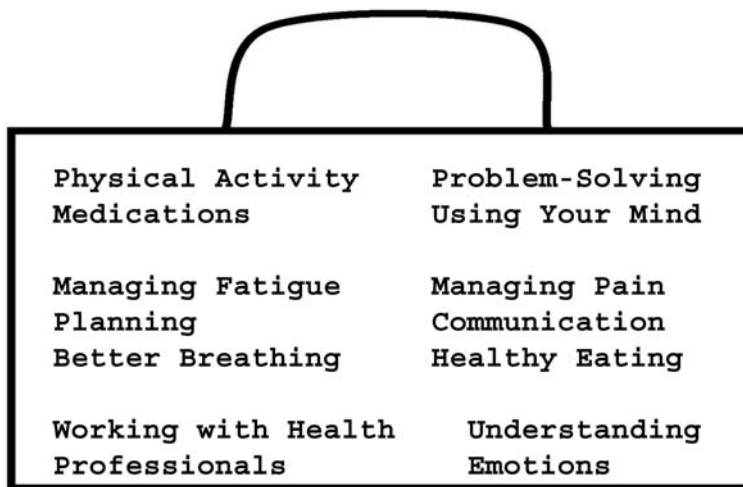 Physical Activity    Problem-Solving
Medications    Using Your Mind
Managing Fatigue    Managing Pain
Planning    Communication
Better Breathing    Healthy Eating
Working with Health    Understanding
Professionals    Emotions